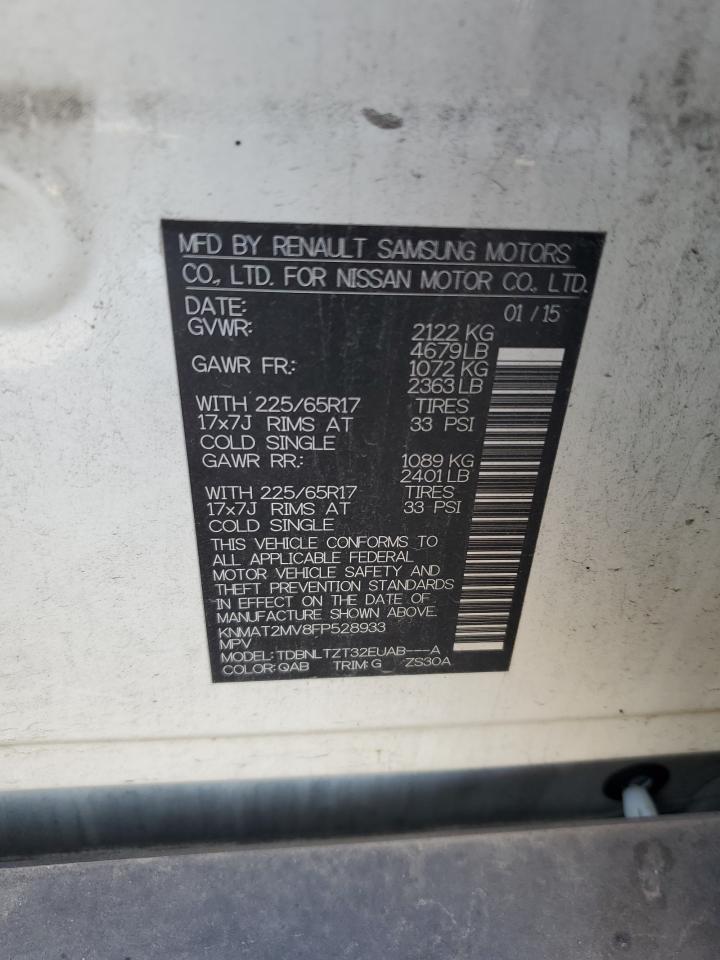 MFD BY RENAULT SAMSUNG MOTORS
CO., LTD. FOR NISSAN MOTOR CO., LTD.
DATE: 01 / 15
GVWR: 2122 KG
4679 LB
GAWR FR.: 1072 KG
2363 LB
WITH 225/65R17 TIRES
17x7J RIMS AT 33 PSI
COLD SINGLE
GAWR RR.: 1089 KG
2401 LB
WITH 225/65R17 TIRES
17x7J RIMS AT 33 PSI
COLD SINGLE
THIS VEHICLE CONFORMS TO
ALL APPLICABLE FEDERAL
MOTOR VEHICLE SAFETY AND
THEFT PREVENTION STANDARDS
IN EFFECT ON THE DATE OF
MANUFACTURE SHOWN ABOVE.
KNMAT2MV8FP528933
MPV
MODEL: TDBNLTZT32EUAB---A
COLOR: QAB TRIM: G ZS30A